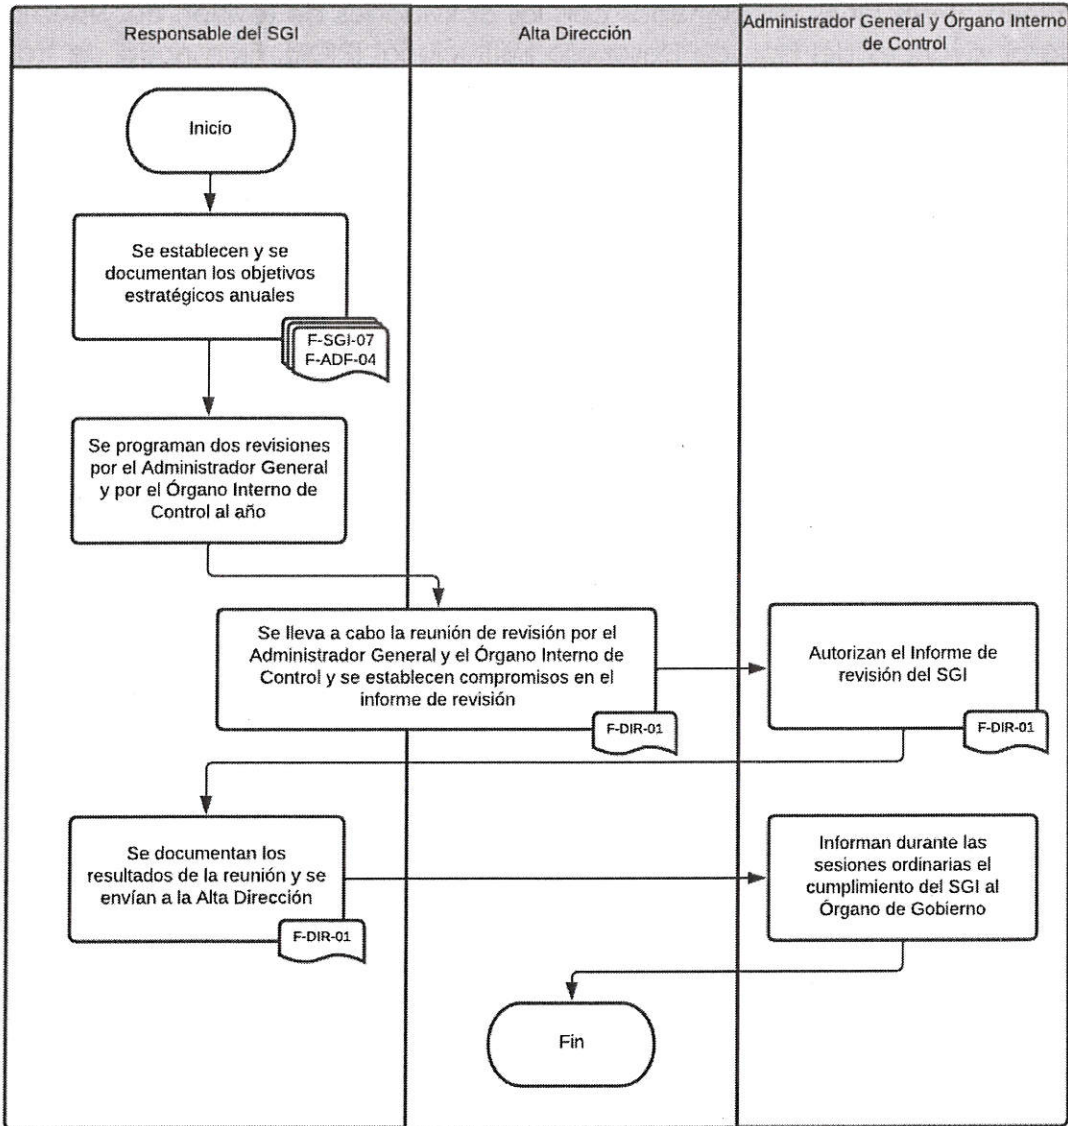 Responsable del SGI
Alta Dirección
Administrador General y Órgano Interno
de Control
Inicio
Se establecen y se
documentan los objetivos
estratégicos anuales
F-SGI-07
F-ADF-04
Se programan dos revisiones
por el Administrador General
y por el Órgano Interno de
Control al año
Se lleva a cabo la reunión de revisión por el
Administrador General y el Órgano Interno de
Control y se establecen compromisos en el
informe de revisión
F-DIR-01
Autorizan el Informe de
revisión del SGI
F-DIR-01
Se documentan los
resultados de la reunión y se
envían a la Alta Dirección
F-DIR-01
Informan durante las
sesiones ordinarias el
cumplimiento del SGI al
Órgano de Gobierno
Fin